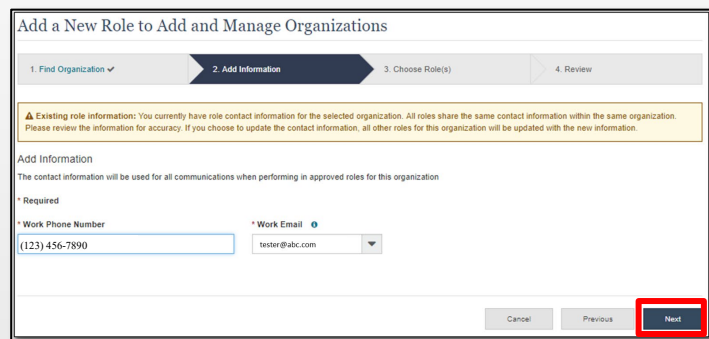 Add a New Role to Add and Manage Organizations
1. Find Organization ✔
2. Add Information
3. Choose Role(s)
4. Review
Existing role information: You currently have role contact information for the selected organization. All roles share the same contact information within the same organization.
Please review the information for accuracy. If you choose to update the contact information, all other roles for this organization will be updated with the new information.
Add Information
The contact information will be used for all communications when performing in approved roles for this organization
* Required
* Work Phone Number
* Work Email
(123) 456-7890
tester@abc.com
Cancel
Previous
Next